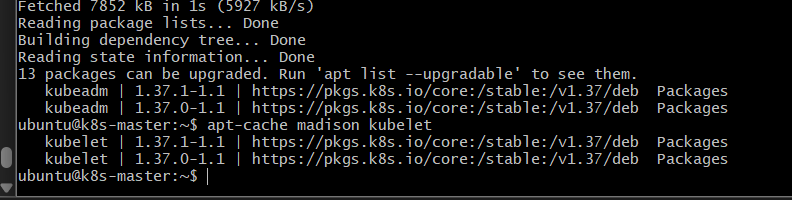 Fetched 7852 kB in 1s (5927 kB/s)
Reading package lists... Done
Building dependency tree... Done
Reading state information... Done
13 packages can be upgraded. Run 'apt list --upgradable' to see them.
   kubeadm | 1.37.1-1.1 | https://pkgs.k8s.io/core:/stable:/v1.37/deb  Packages
   kubeadm | 1.37.0-1.1 | https://pkgs.k8s.io/core:/stable:/v1.37/deb  Packages
ubuntu@k8s-master:~$ apt-cache madison kubelet
   kubelet | 1.37.1-1.1 | https://pkgs.k8s.io/core:/stable:/v1.37/deb  Packages
   kubelet | 1.37.0-1.1 | https://pkgs.k8s.io/core:/stable:/v1.37/deb  Packages
ubuntu@k8s-master:~$